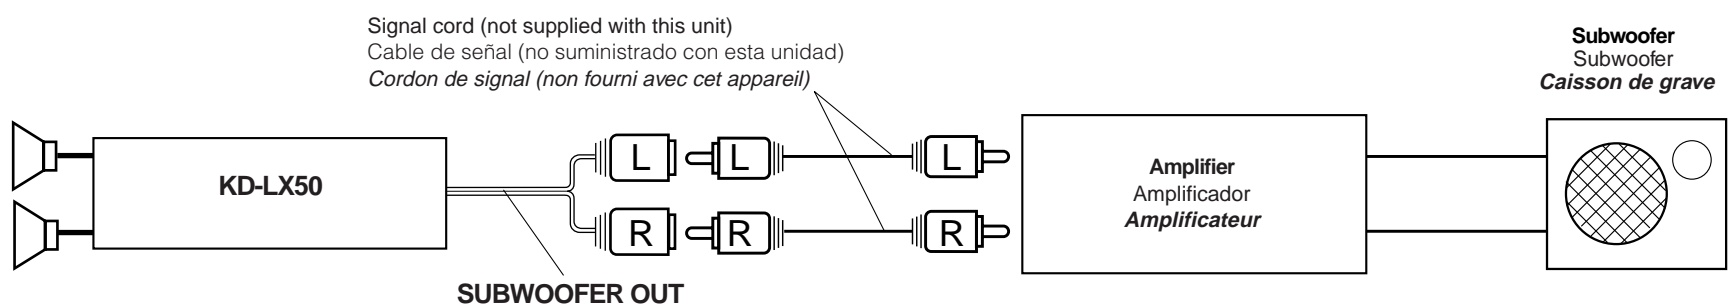 Signal cord (not supplied with this unit)
Cable de señal (no suministrado con esta unidad)
Cordon de signal (non fourni avec cet appareil)
Subwoofer
Subwoofer
Caisson de grave
KD-LX50
L
L
L
R
R
R
Amplifier
Amplificador
Amplificateur
SUBWOOFER OUT